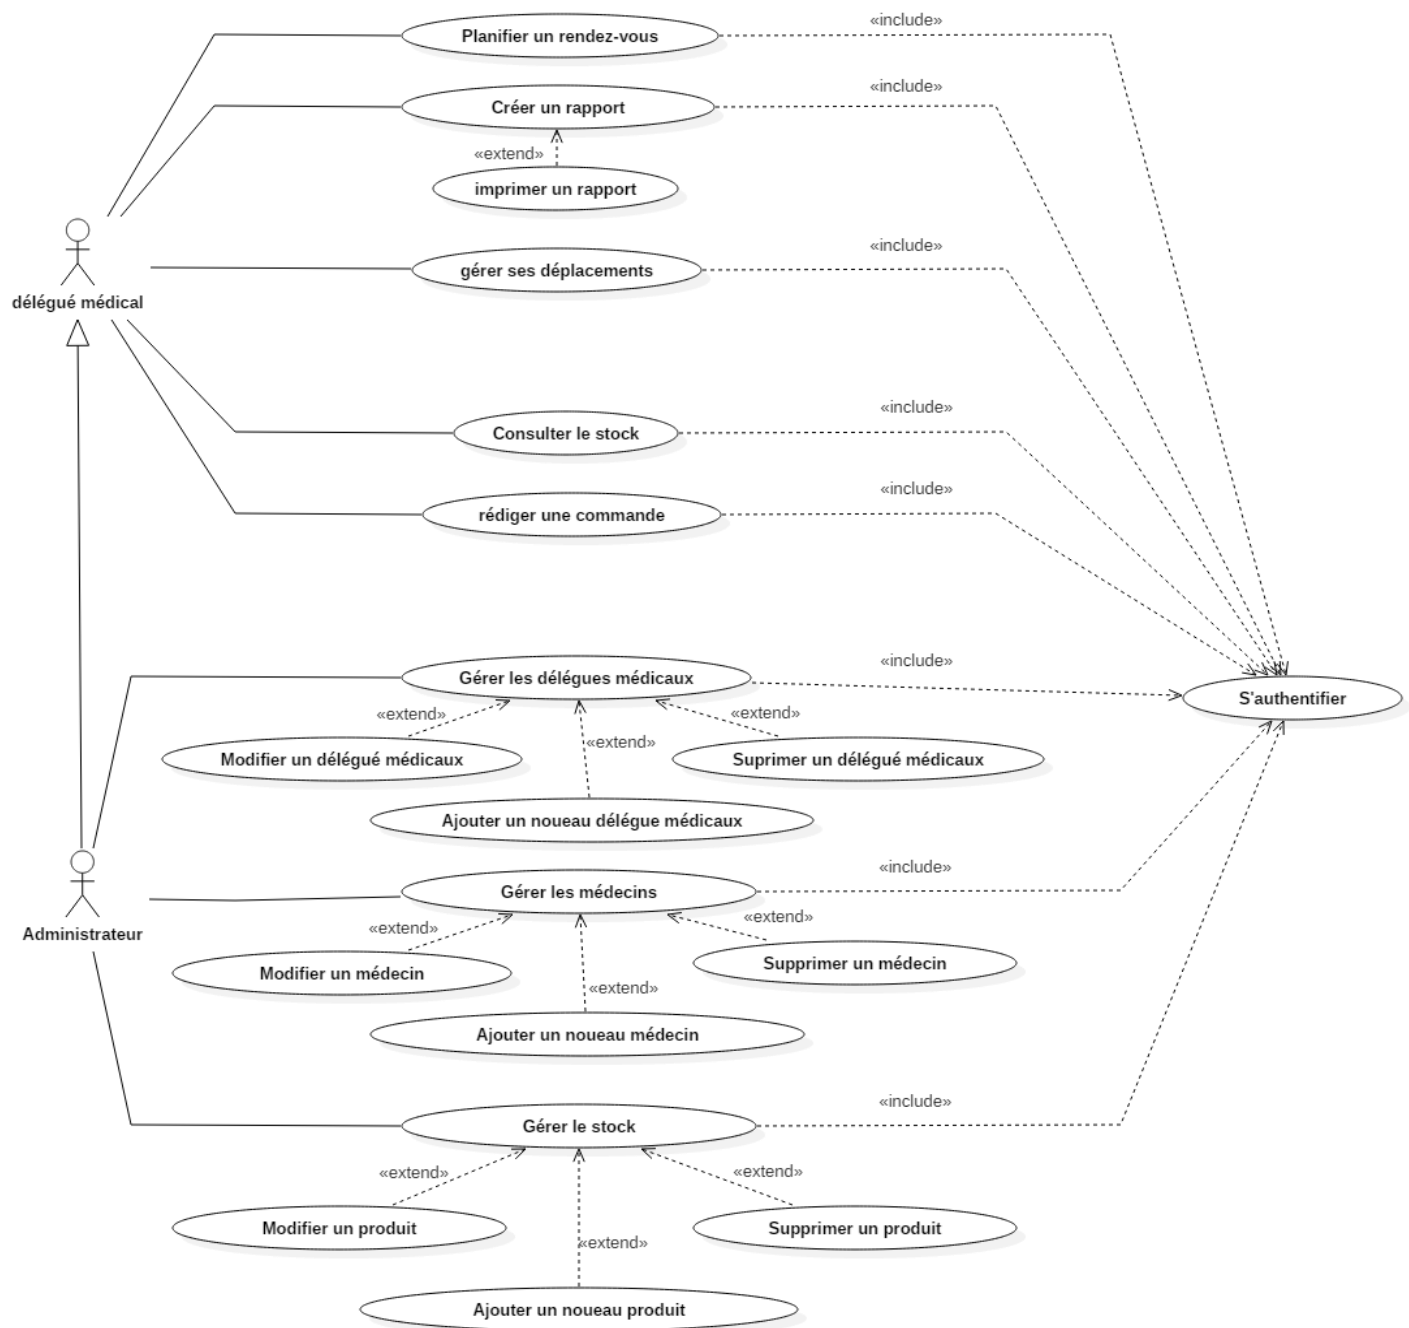 «include»
Planifier un rendez-vous
«include»
Créer un rapport
«extend»
imprimer un rapport
«include»
gérer ses déplacements
délégué médical
«include»
Consulter le stock
«include»
rédiger une commande
«include»
Gérer les délégues médicaux
S'authentifier
«extend»
«extend»
«extend»
Modifier un délégué médicaux
Suprimer un délégué médicaux
Ajouter un noueau délégue médicaux
«include»
Gérer les médecins
«extend»
«extend»
Administrateur
Modifier un médecin
Supprimer un médecin
«extend»
Ajouter un noueau médecin
«include»
Gérer le stock
«extend»
«extend»
Modifier un produit
Supprimer un produit
«extend»
Ajouter un noueau produit